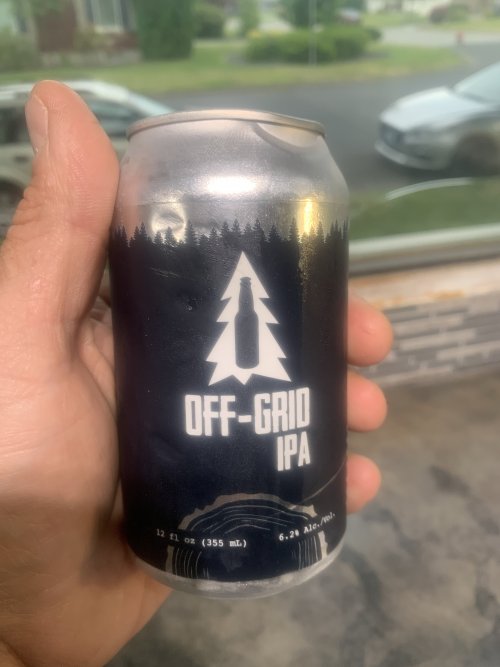 OFF-GRID
IPA
12 fl oz (355 mL)
6.2% Alc./Vol.